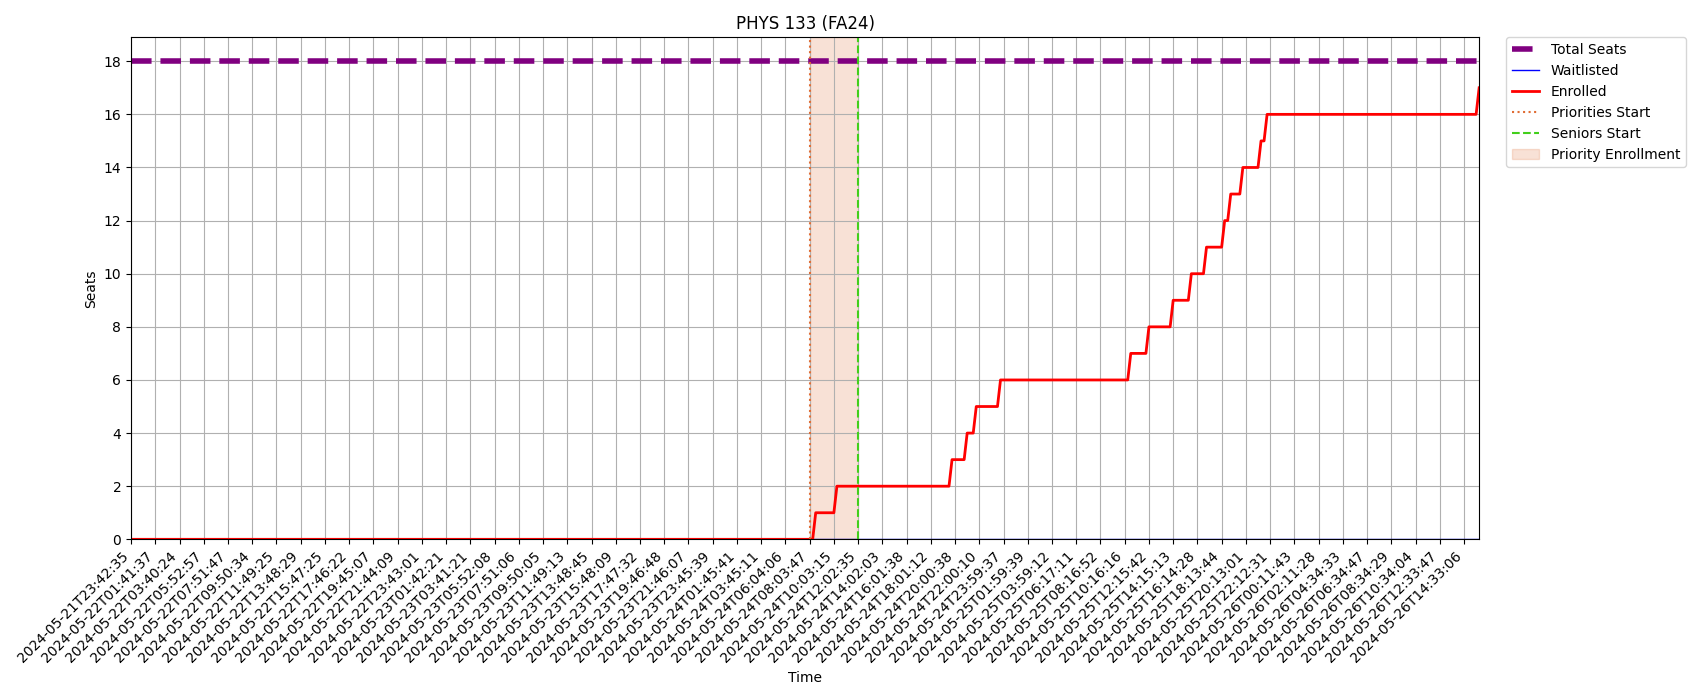 PHYS 133 (FA24)
Total Seats
Waitlisted
Enrolled
Priorities Start
Seniors Start
Priority Enrollment
Seats
18
16
14
12
10
8
6
4
2
0
2024-05-21T23:42:35
2024-05-22T01:41:37
2024-05-22T03:40:24
2024-05-22T05:52:57
2024-05-22T07:51:47
2024-05-22T09:50:34
2024-05-22T11:49:25
2024-05-22T13:48:29
2024-05-22T15:47:25
2024-05-22T17:46:22
2024-05-22T19:45:07
2024-05-22T21:44:09
2024-05-22T23:43:01
2024-05-23T01:42:21
2024-05-23T03:41:21
2024-05-23T05:52:08
2024-05-23T07:51:06
2024-05-23T09:50:05
2024-05-23T11:49:13
2024-05-23T13:48:45
2024-05-23T15:48:09
2024-05-23T17:47:32
2024-05-23T19:46:48
2024-05-23T21:46:07
2024-05-23T23:45:39
2024-05-24T01:45:41
2024-05-24T03:45:11
2024-05-24T06:04:06
2024-05-24T08:03:47
2024-05-24T10:03:15
2024-05-24T12:02:35
2024-05-24T14:02:03
2024-05-24T16:01:38
2024-05-24T18:01:12
2024-05-24T20:00:38
2024-05-24T22:00:10
2024-05-24T23:59:37
2024-05-25T01:59:39
2024-05-25T03:59:12
2024-05-25T06:17:11
2024-05-25T08:16:52
2024-05-25T10:16:16
2024-05-25T12:15:42
2024-05-25T14:15:13
2024-05-25T16:14:28
2024-05-25T18:13:44
2024-05-25T20:13:01
2024-05-25T22:12:31
2024-05-26T00:11:43
2024-05-26T02:11:28
2024-05-26T04:34:33
2024-05-26T06:34:47
2024-05-26T08:34:29
2024-05-26T10:34:04
2024-05-26T12:33:47
2024-05-26T14:33:06
Time